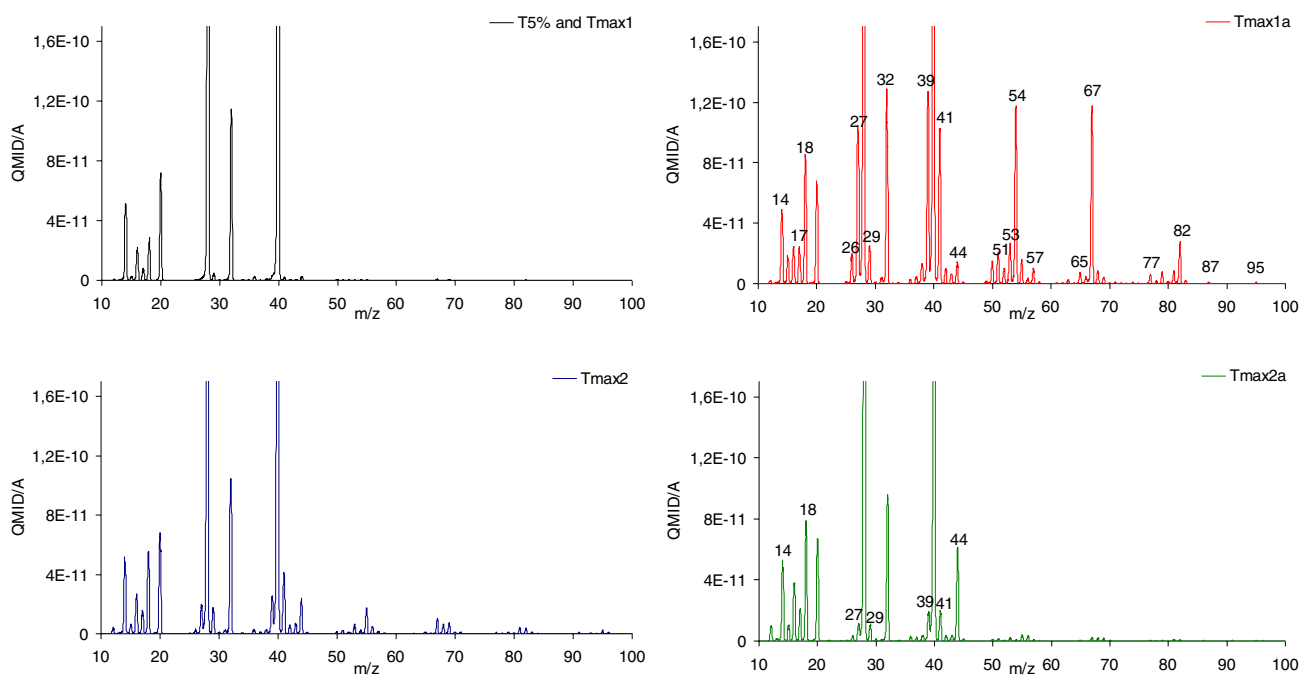 T5% and Tmax1
QMID/A
1,6E-10
1,2E-10
8E-11
4E-11
0
10 20 30 40 50 60 70 80 90 100
m/z
Tmax1a
QMID/A
1,6E-10
1,2E-10
8E-11
4E-11
0
14 17 18 26 27 29 32 39 41 44 51 53 54 57 65 67 77 82 87 95
10 20 30 40 50 60 70 80 90 100
m/z
Tmax2
QMID/A
1,6E-10
1,2E-10
8E-11
4E-11
0
10 20 30 40 50 60 70 80 90 100
m/z
Tmax2a
QMID/A
1,6E-10
1,2E-10
8E-11
4E-11
0
14 18 27 29 39 41 44
10 20 30 40 50 60 70 80 90 100
m/z